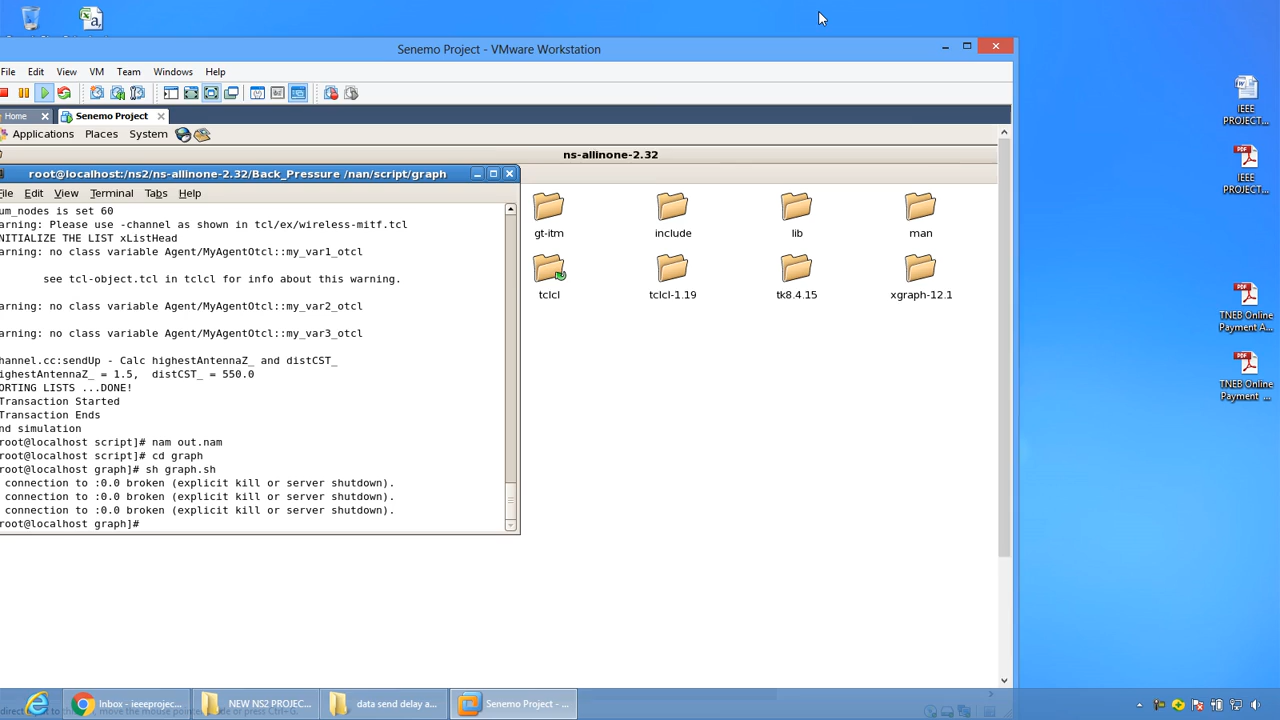 Senemo Project - VMware Workstation
File Edit View VM Team Windows Help
Home Senemo Project
Applications Places System
ns-allinone-2.32
root@localhost:/ns2/ns-allinone-2.32/Back_Pressure /nan/script/graph
File Edit View Terminal Tabs Help
um_nodes is set 60
arning: Please use -channel as shown in tcl/ex/wireless-mitf.tcl
NITIALIZE THE LIST xListHead
arning: no class variable Agent/MyAgentOtcl::my_var1_otcl
see tcl-object.tcl in tclcl for info about this warning.
arning: no class variable Agent/MyAgentOtcl::my_var2_otcl
arning: no class variable Agent/MyAgentOtcl::my_var3_otcl
hannel.cc:sendUp - Calc highestAntennaZ_ and distCST_
ighestAntennaZ_ = 1.5, distCST_ = 550.0
ORTING LISTS ...DONE!
Transaction Started
Transaction Ends
nd simulation
root@localhost script]# nam out.nam
root@localhost script]# cd graph
root@localhost graph]# sh graph.sh
connection to :0.0 broken (explicit kill or server shutdown).
connection to :0.0 broken (explicit kill or server shutdown).
connection to :0.0 broken (explicit kill or server shutdown).
root@localhost graph]#
gt-itm include lib man
tclcl tclcl-1.19 tk8.4.15 xgraph-12.1
IEEE
PROJECT...
IEEE
PROJECT...
TNEB Online
Payment A...
TNEB Online
Payment ...
Inbox - ieeeprojec... NEW NS2 PROJEC... data send delay a... Senemo Project - ...